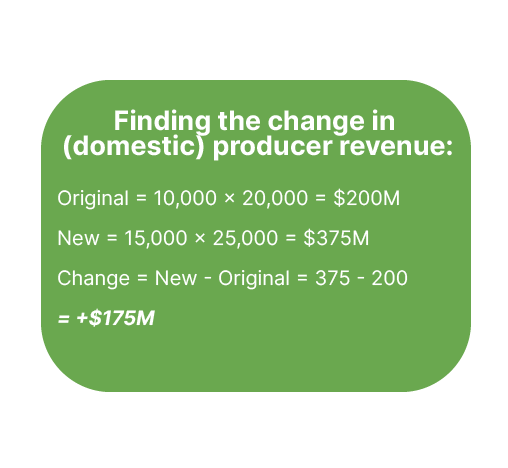 Finding the change in
(domestic) producer revenue:
Original = 10,000 × 20,000 = $200M
New = 15,000 × 25,000 = $375M
Change = New - Original = 375 - 200
= +$175M